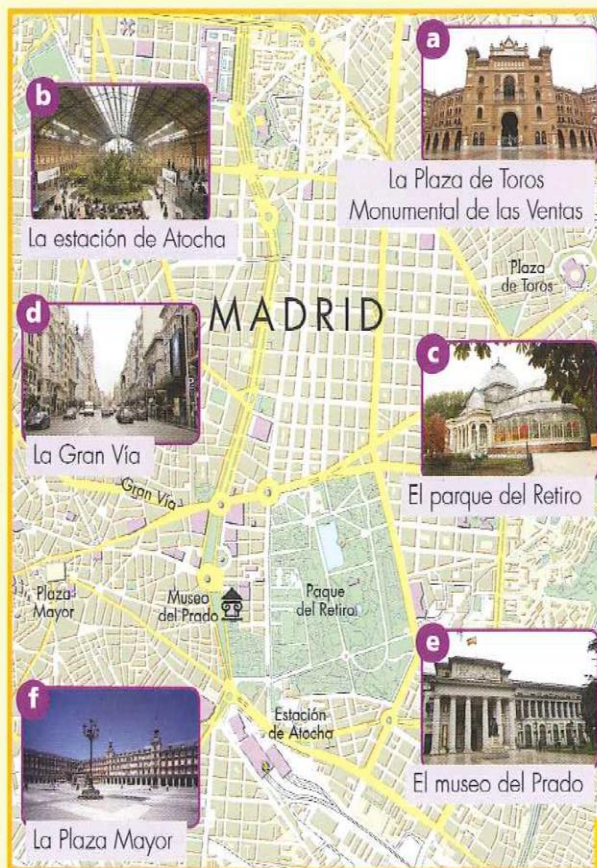 a
La Plaza de Toros
Monumental de las Ventas
b
La estación de Atocha
Plaza
de Toros
MADRID
d
La Gran Vía
c
El parque del Retiro
Gran Vía
Plaza
Mayor
Museo
del Prado
Paque
del Retiro
e
El museo del Prado
Estación
de Atocha
f
La Plaza Mayor